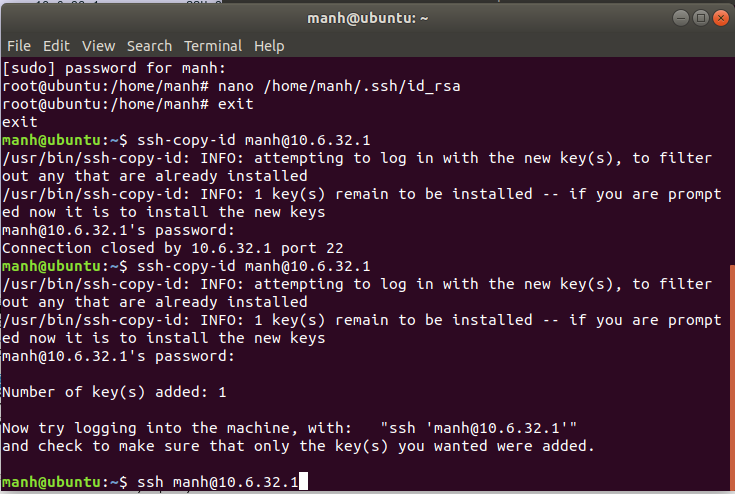 manh@ubuntu: ~
File Edit View Search Terminal Help
[sudo] password for manh:
root@ubuntu:/home/manh# nano /home/manh/.ssh/id_rsa
root@ubuntu:/home/manh# exit
exit
manh@ubuntu:~$ ssh-copy-id manh@10.6.32.1
/usr/bin/ssh-copy-id: INFO: attempting to log in with the new key(s), to filter
out any that are already installed
/usr/bin/ssh-copy-id: INFO: 1 key(s) remain to be installed -- if you are prompt
ed now it is to install the new keys
manh@10.6.32.1's password:
Connection closed by 10.6.32.1 port 22
manh@ubuntu:~$ ssh-copy-id manh@10.6.32.1
/usr/bin/ssh-copy-id: INFO: attempting to log in with the new key(s), to filter
out any that are already installed
/usr/bin/ssh-copy-id: INFO: 1 key(s) remain to be installed -- if you are prompt
ed now it is to install the new keys
manh@10.6.32.1's password:
Number of key(s) added: 1
Now try logging into the machine, with:   "ssh 'manh@10.6.32.1'"
and check to make sure that only the key(s) you wanted were added.
manh@ubuntu:~$ ssh manh@10.6.32.1